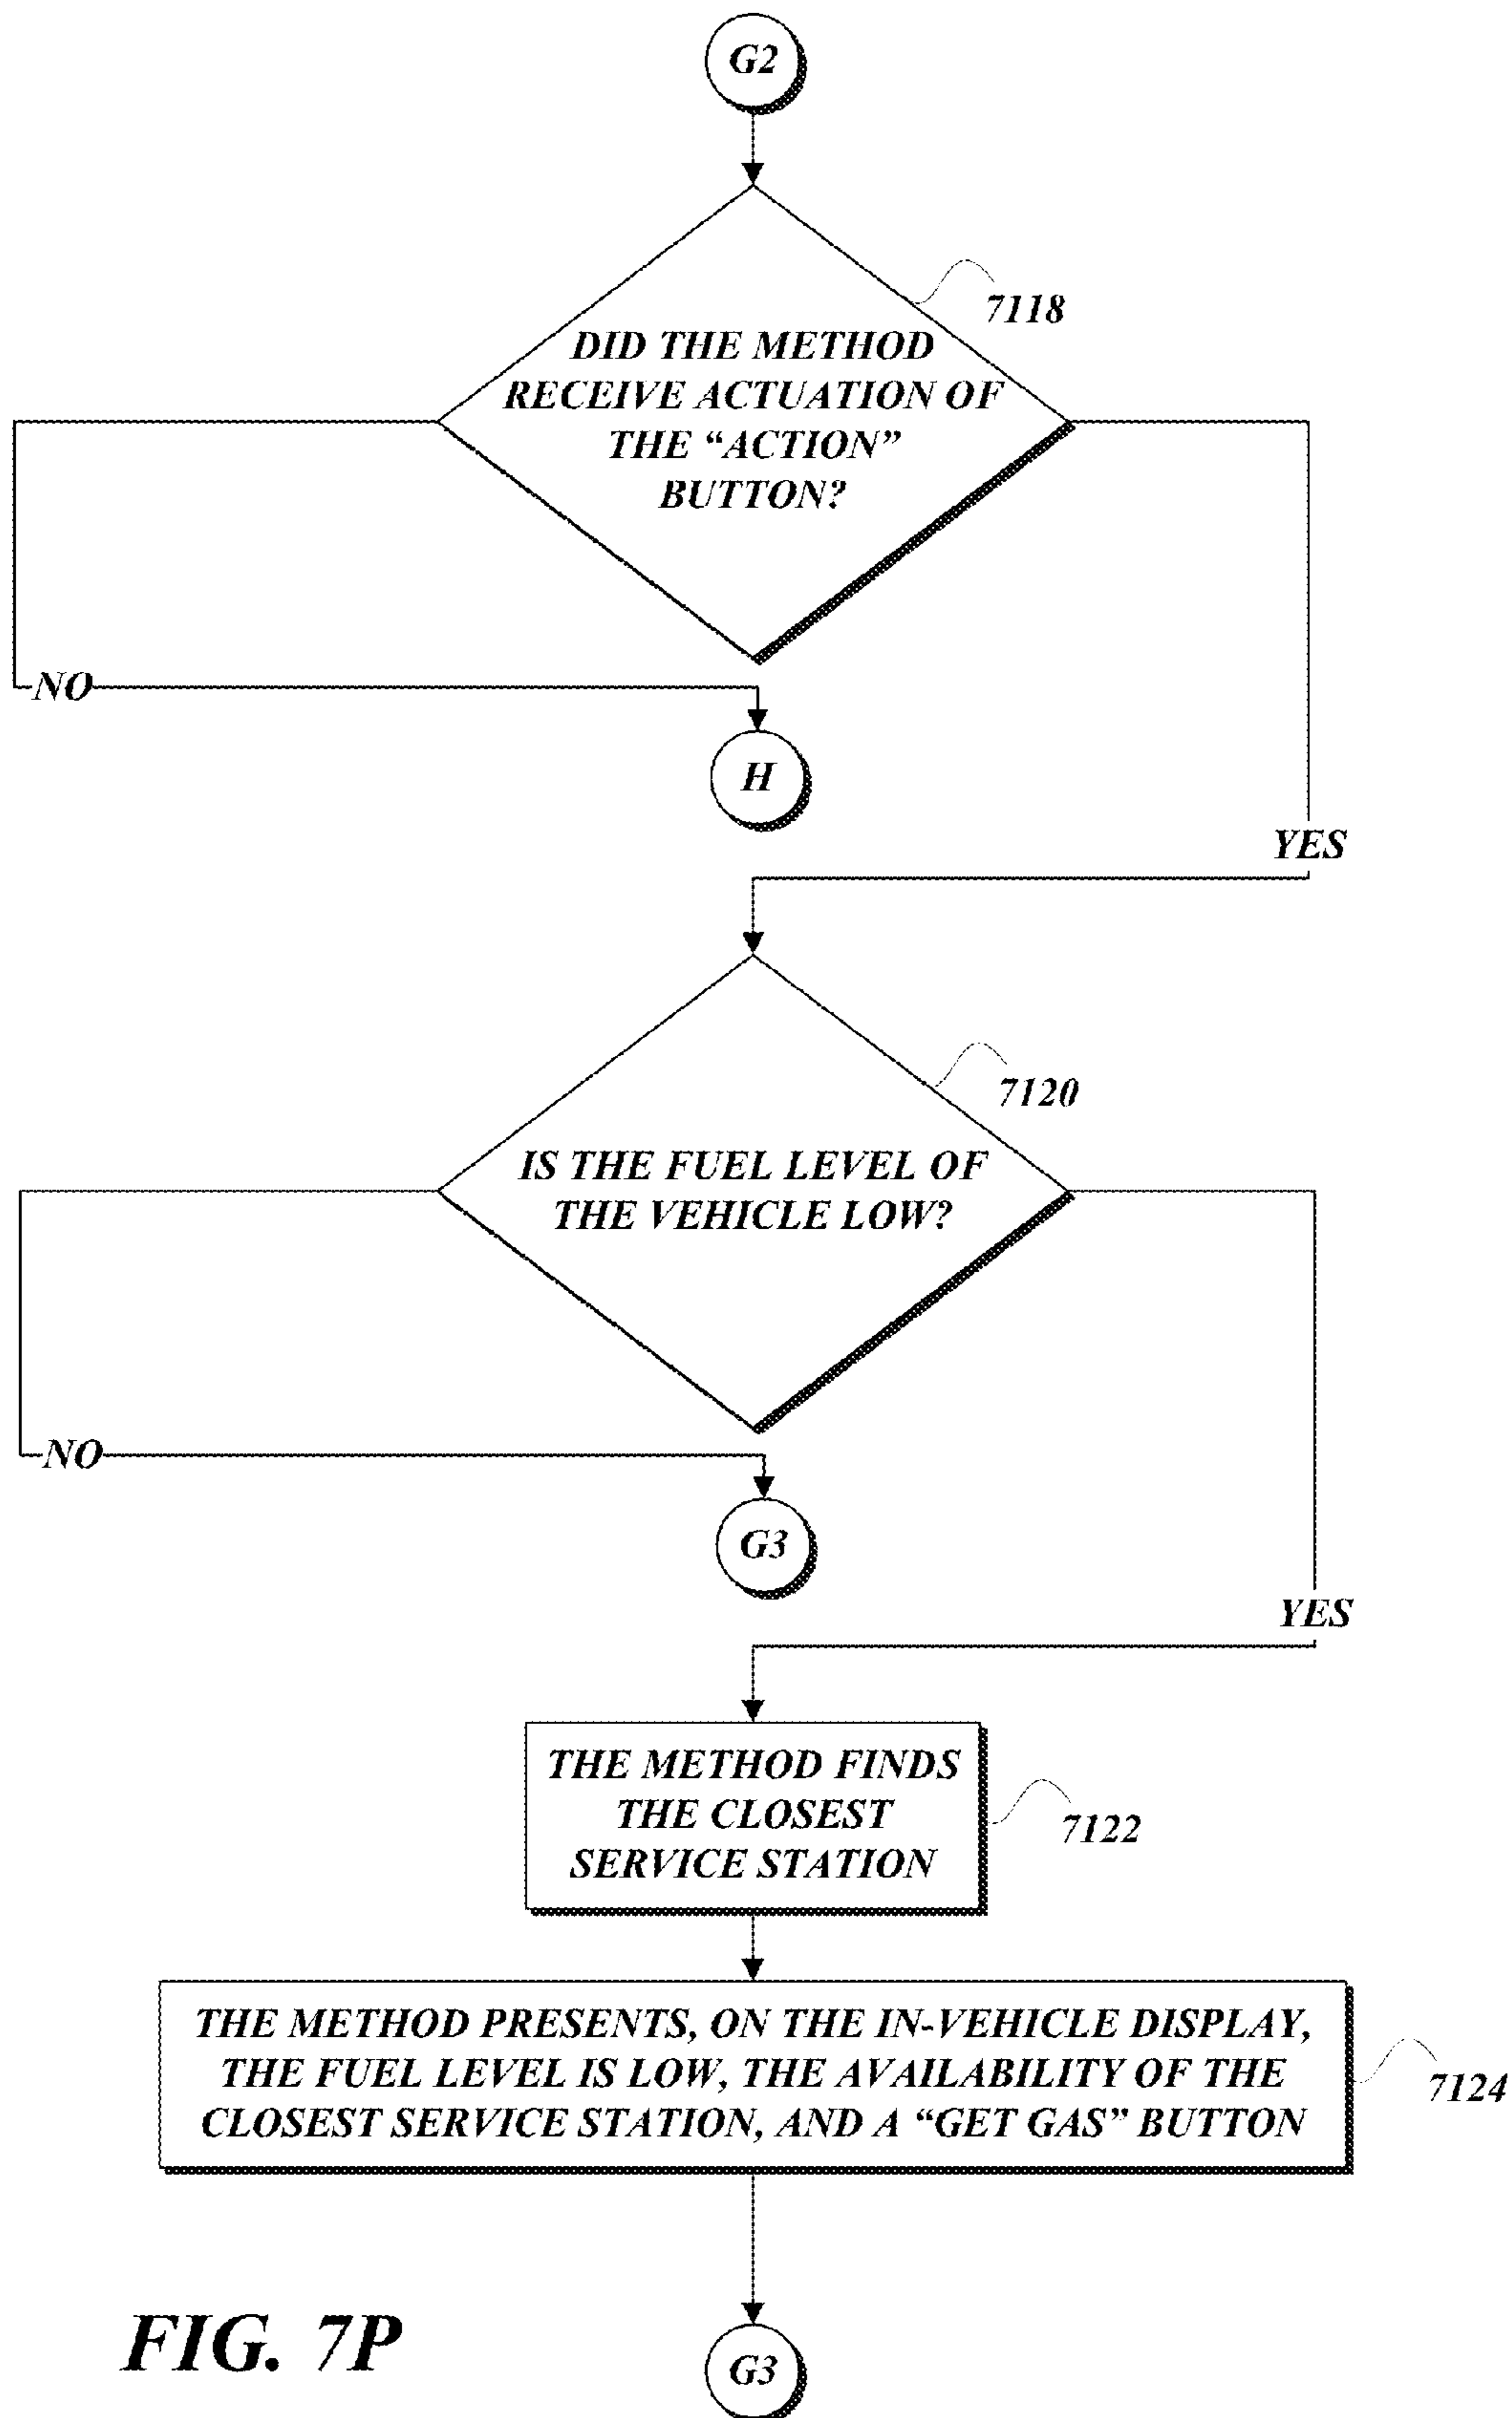 G2
7118
DID THE METHOD
RECEIVE ACTUATION OF
THE “ACTION”
BUTTON?
NO
H
YES
7120
IS THE FUEL LEVEL OF
THE VEHICLE LOW?
NO
G3
YES
THE METHOD FINDS
THE CLOSEST
SERVICE STATION
7122
THE METHOD PRESENTS, ON THE IN-VEHICLE DISPLAY,
THE FUEL LEVEL IS LOW, THE AVAILABILITY OF THE
CLOSEST SERVICE STATION, AND A “GET GAS” BUTTON
7124
FIG. 7P
G3